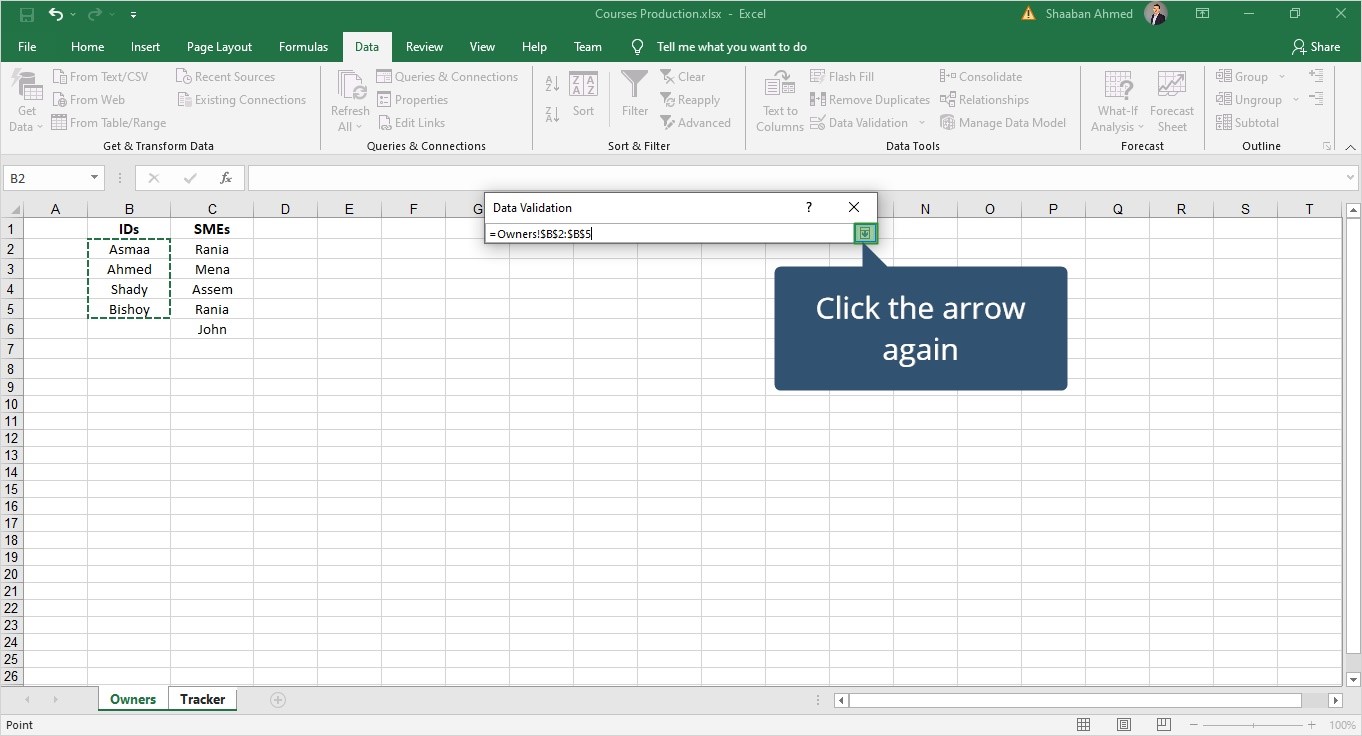 Courses Production.xlsx - Excel
Shaaban Ahmed
File Home Insert Page Layout Formulas Data Review View Help Team Tell me what you want to do Share
Get Data
From Text/CSV
From Web
From Table/Range
Recent Sources
Existing Connections
Get & Transform Data
Refresh All
Queries & Connections
Properties
Edit Links
Queries & Connections
Sort
Filter
Clear
Reapply
Advanced
Sort & Filter
Text to Columns
Flash Fill
Remove Duplicates
Data Validation
Consolidate
Relationships
Manage Data Model
Data Tools
What-If Analysis
Forecast Sheet
Forecast
Group
Ungroup
Subtotal
Outline
B2 fx
Data Validation ?
=Owners!$B$2:$B$5
A B C D E F G N O P Q R S T
1 IDs SMEs
2 Asmaa Rania
3 Ahmed Mena
4 Shady Assem
5 Bishoy Rania
6 John
7
8
9
10
11
12
13
14
15
16
17
18
19
20
21
22
23
24
25
26
Click the arrow
again
Owners Tracker
Point 100%